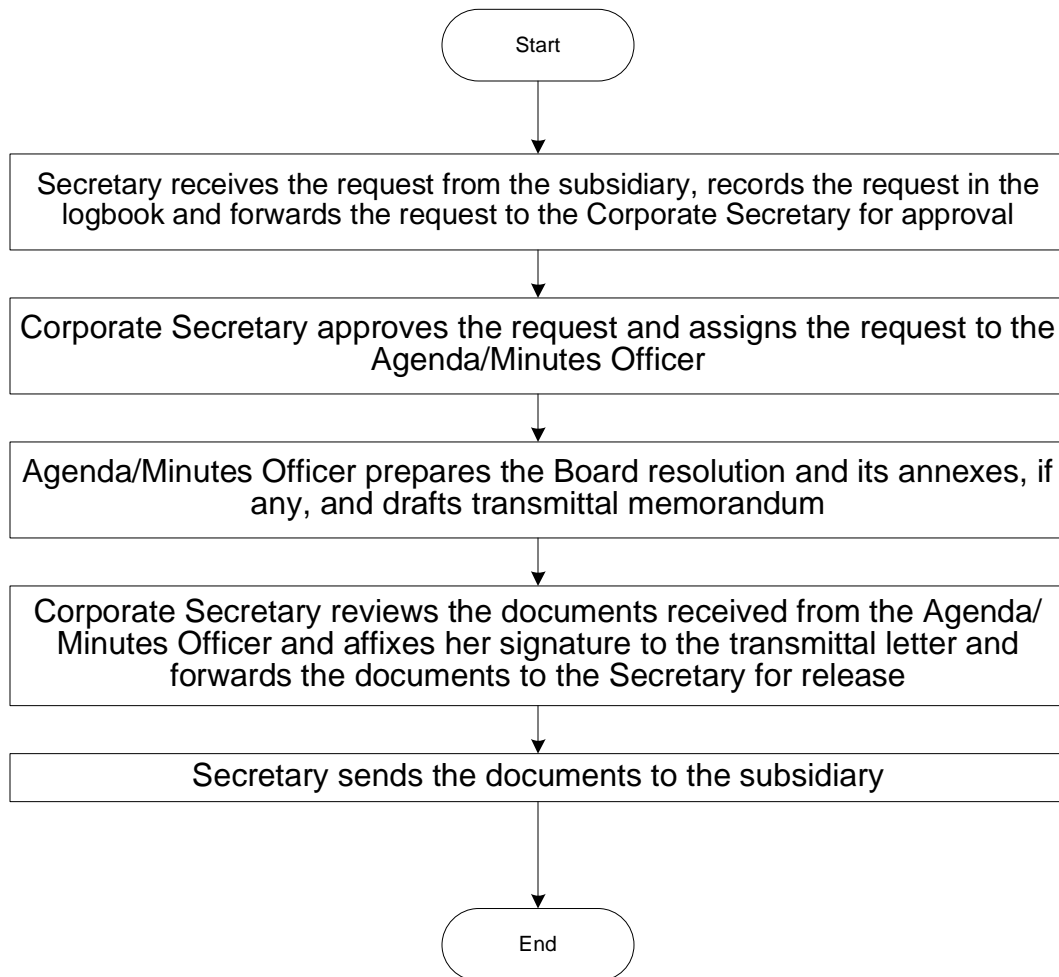 Start
Secretary receives the request from the subsidiary, records the request in the
logbook and forwards the request to the Corporate Secretary for approval
Corporate Secretary approves the request and assigns the request to the
Agenda/Minutes Officer
Agenda/Minutes Officer prepares the Board resolution and its annexes, if
any, and drafts transmittal memorandum
Corporate Secretary reviews the documents received from the Agenda/
Minutes Officer and affixes her signature to the transmittal letter and
forwards the documents to the Secretary for release
Secretary sends the documents to the subsidiary
End